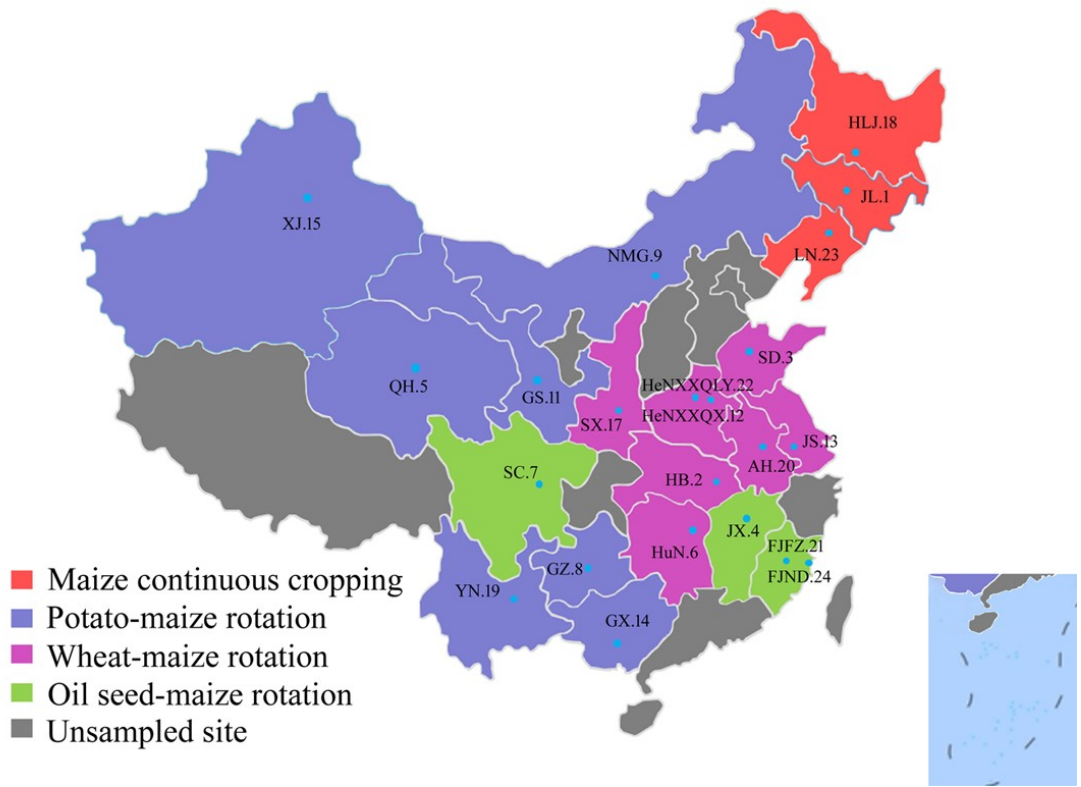 HLJ.18
JL.1
XJ.15
LN.23
NMG.9
SD.3
QH.5
HeNXXQLY.22
GS.11
HeNXXQX.12
SX.17
JS.13
AH.20
SC.7
HB.2
JX.4
FJFZ.21
HuN.6
GZ.8
FJND.24
YN.19
GX.14
Maize continuous cropping
Potato-maize rotation
Wheat-maize rotation
Oil seed-maize rotation
Unsampled site